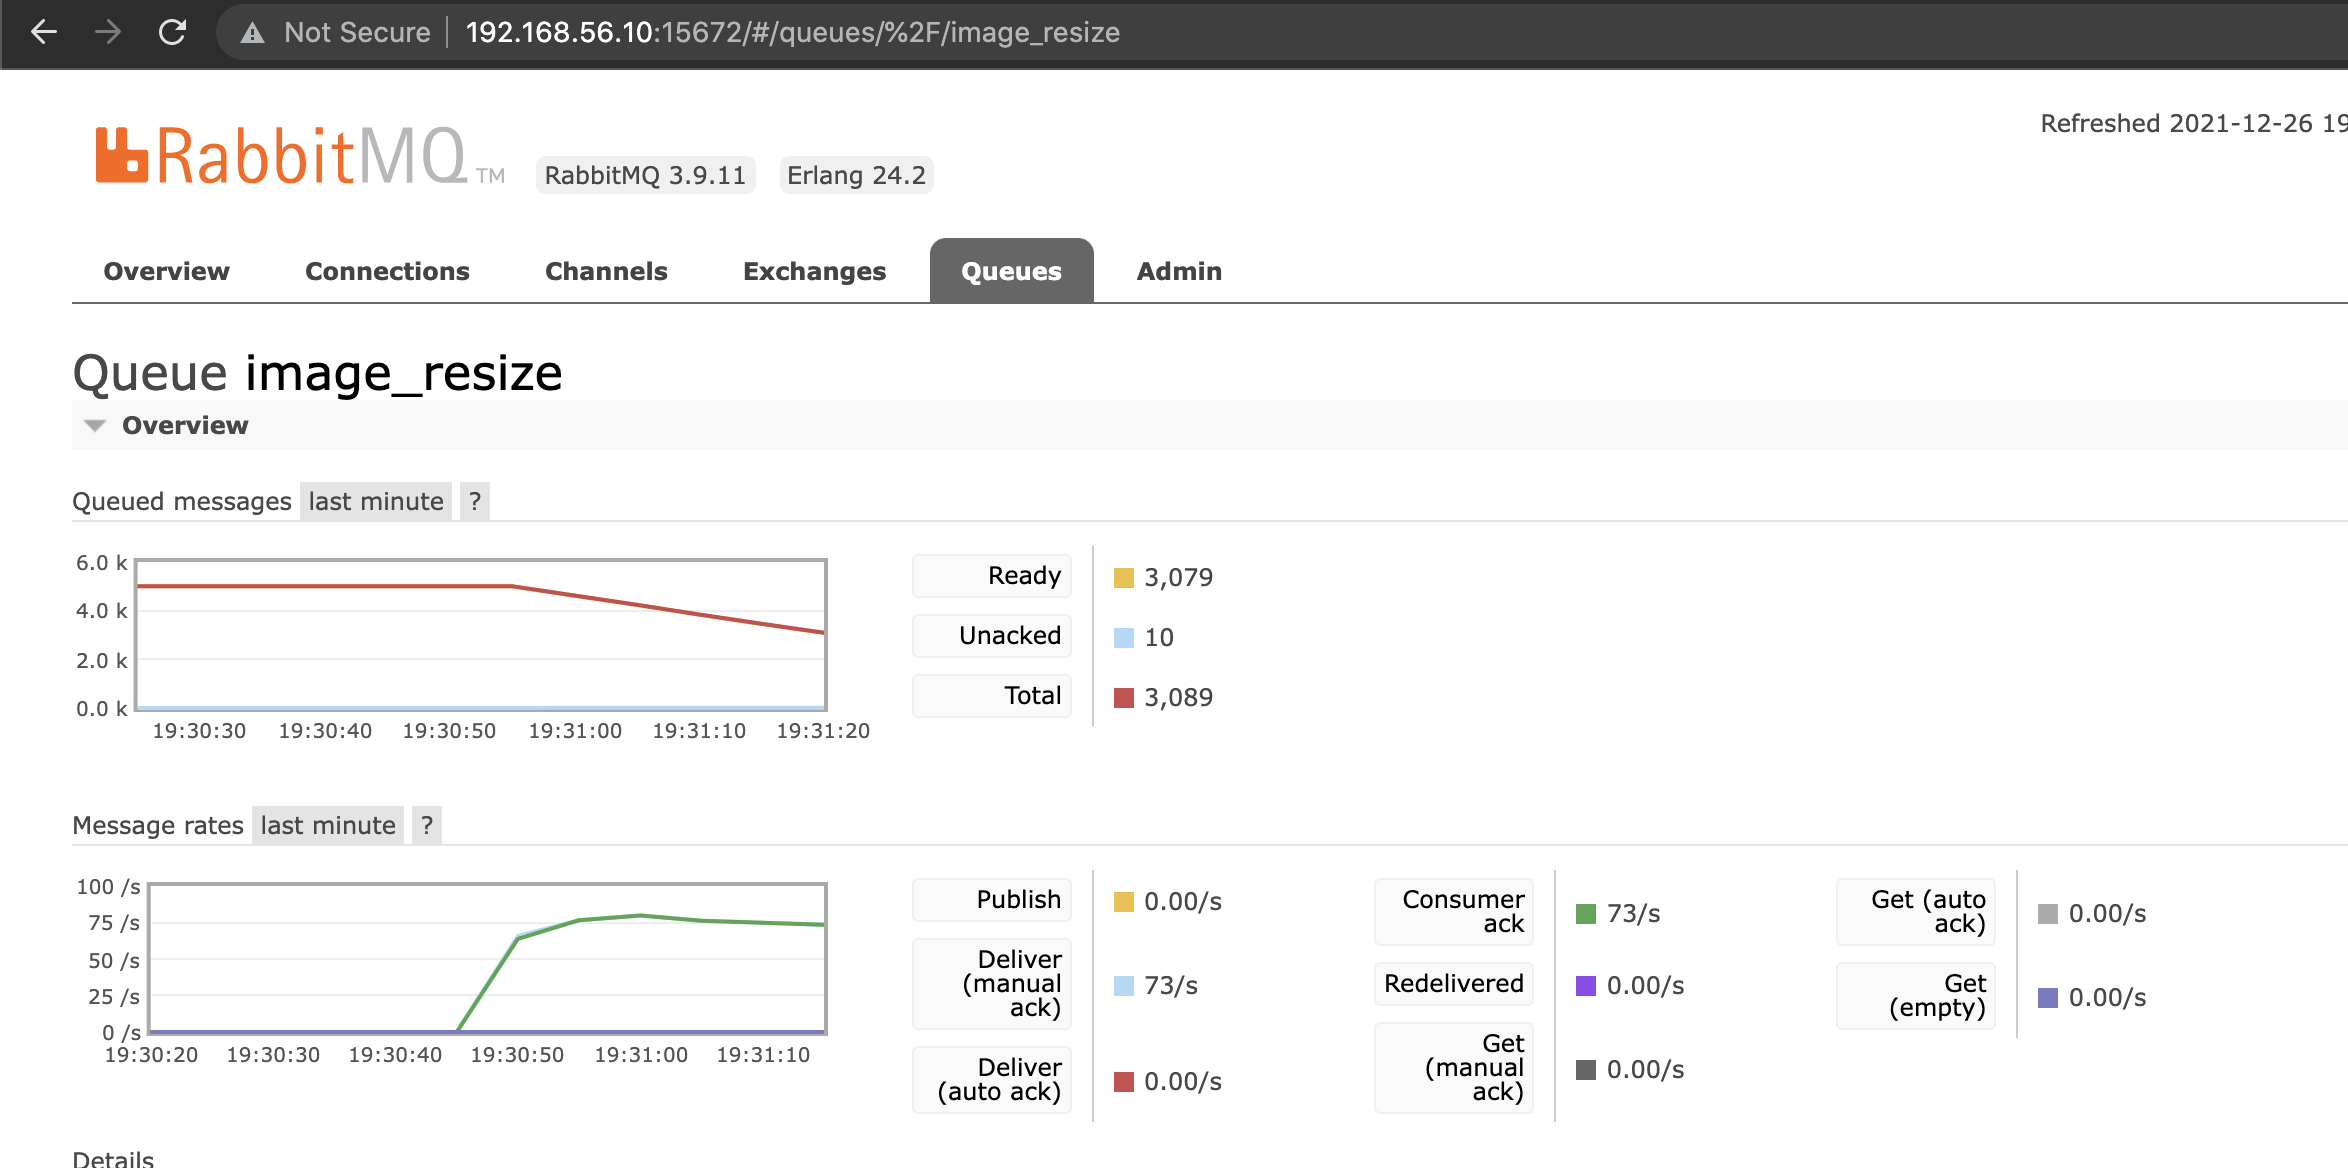 Not Secure 192.168.56.10:15672/#/queues/%2F/image_resize
Refreshed 2021-12-26 19
RabbitMQ TM RabbitMQ 3.9.11 Erlang 24.2
Overview Connections Channels Exchanges Queues Admin
Queue image_resize
Overview
Queued messages last minute ?
6.0 k
4.0 k
2.0 k
0.0 k
19:30:30 19:30:40 19:30:50 19:31:00 19:31:10 19:31:20
Ready 3,079
Unacked 10
Total 3,089
Message rates last minute ?
100 /s
75 /s
50 /s
25 /s
0 /s
19:30:20 19:30:30 19:30:40 19:30:50 19:31:00 19:31:10
Publish 0.00/s
Deliver
(manual 73/s
ack)
Deliver
(auto ack) 0.00/s
Consumer
ack 73/s
Redelivered 0.00/s
Get
(manual 0.00/s
ack)
Get (auto
ack) 0.00/s
Get
(empty) 0.00/s
Details